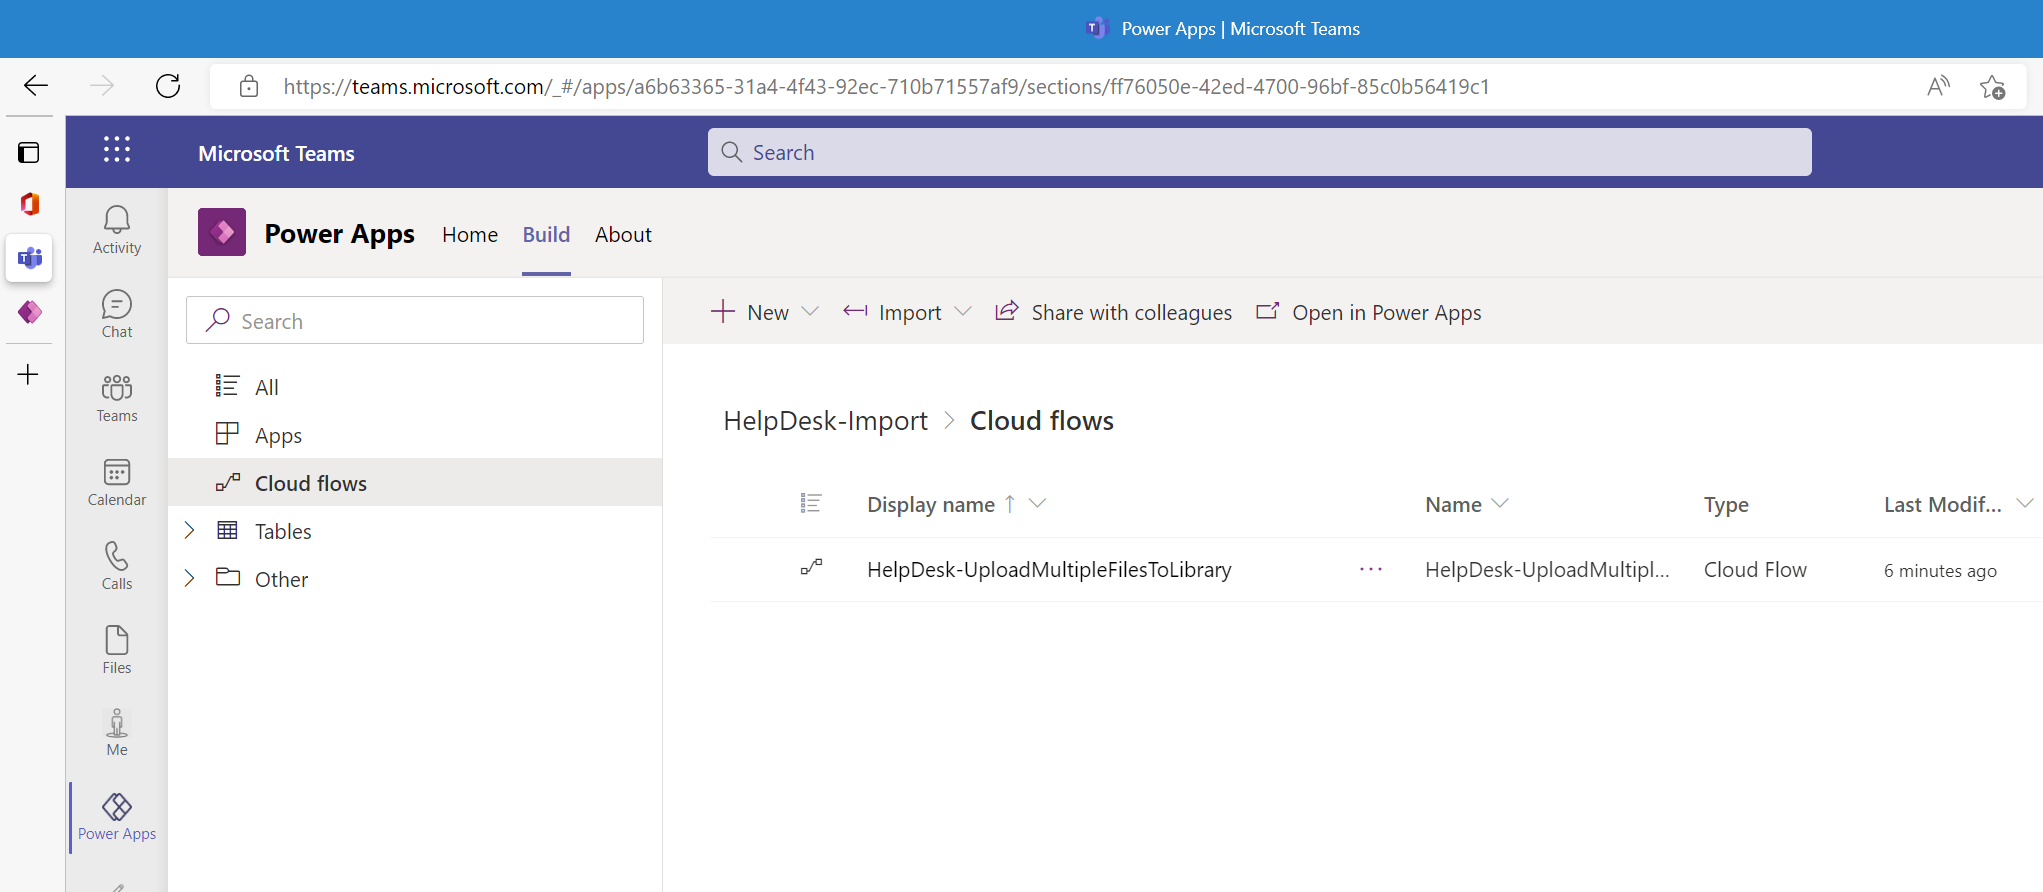 Power Apps | Microsoft Teams
https://teams.microsoft.com/_#/apps/a6b63365-31a4-4f43-92ec-710b71557af9/sections/ff76050e-42ed-4700-96bf-85c0b56419c1
Microsoft Teams
Search
Activity
Chat
Teams
Calendar
Calls
Files
Me
Power Apps
Power Apps Home Build About
Search
All
Apps
Cloud flows
Tables
Other
New Import Share with colleagues Open in Power Apps
HelpDesk-Import > Cloud flows
Display name ↑ Name Type Last Modif...
HelpDesk-UploadMultipleFilesToLibrary ... HelpDesk-UploadMultipl... Cloud Flow 6 minutes ago